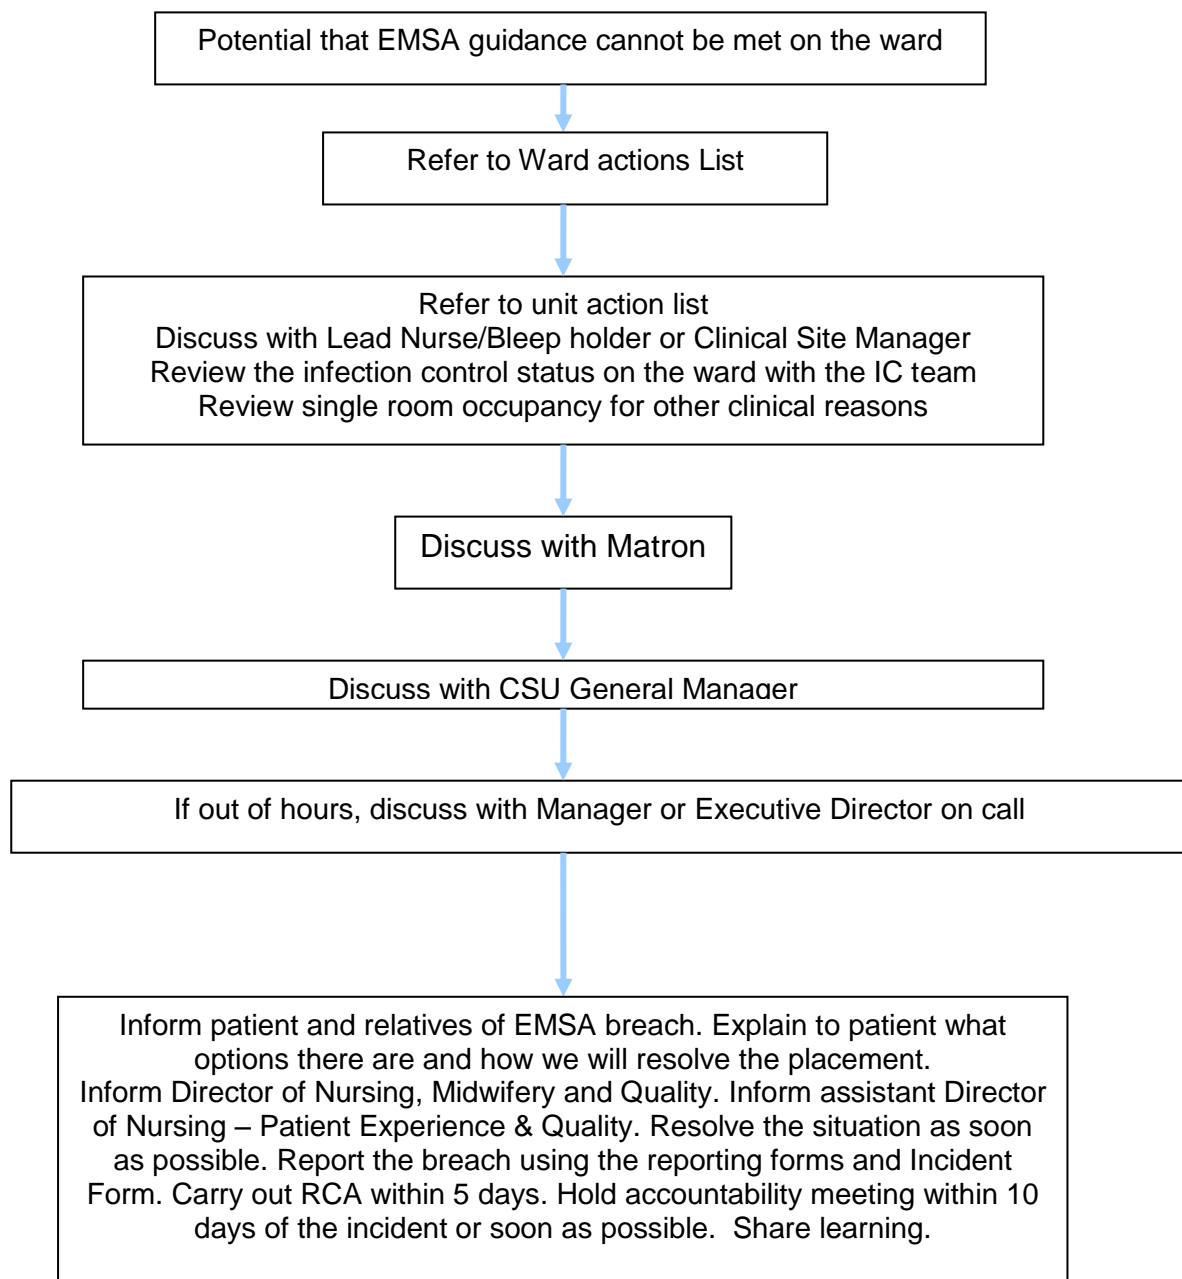 Potential that EMSA guidance cannot be met on the ward
Refer to Ward actions List
Refer to unit action list
Discuss with Lead Nurse/Bleep holder or Clinical Site Manager
Review the infection control status on the ward with the IC team
Review single room occupancy for other clinical reasons
Discuss with Matron
Discuss with CSU General Manager
If out of hours, discuss with Manager or Executive Director on call
Inform patient and relatives of EMSA breach. Explain to patient what
options there are and how we will resolve the placement.
Inform Director of Nursing, Midwifery and Quality. Inform assistant Director
of Nursing – Patient Experience & Quality. Resolve the situation as soon
as possible. Report the breach using the reporting forms and Incident
Form. Carry out RCA within 5 days. Hold accountability meeting within 10
days of the incident or soon as possible.  Share learning.